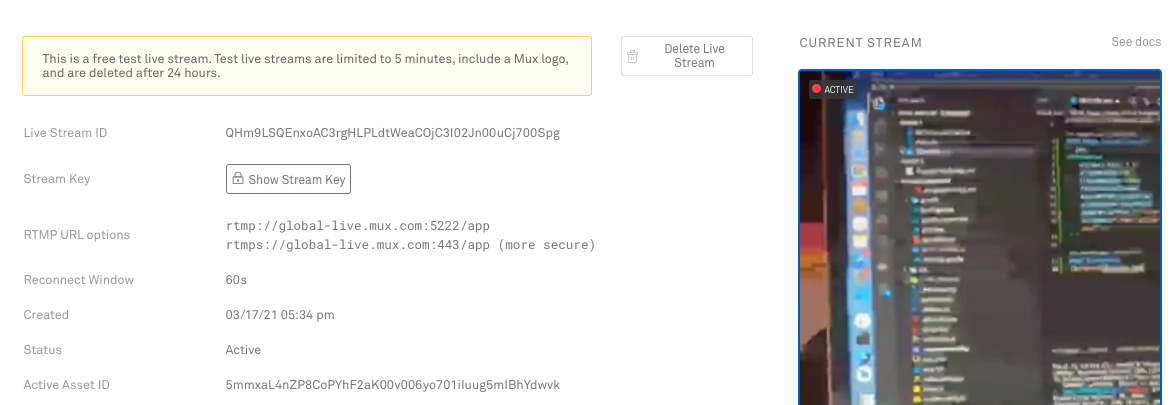 This is a free test live stream. Test live streams are limited to 5 minutes, include a Mux logo,
and are deleted after 24 hours.
Delete Live
Stream
CURRENT STREAM
See docs
ACTIVE
Live Stream ID
QHm9LSQEnxoAC3rgHLPLdtWeaCOjC3I02Jn00uCj700Spg
Stream Key
Show Stream Key
RTMP URL options
rtmp://global-live.mux.com:5222/app
rtmps://global-live.mux.com:443/app (more secure)
Reconnect Window
60s
Created
03/17/21 05:34 pm
Status
Active
Active Asset ID
5mmxaL4nZP8CoPYhF2aK00v006yo701iIuug5mIBhYdwvk